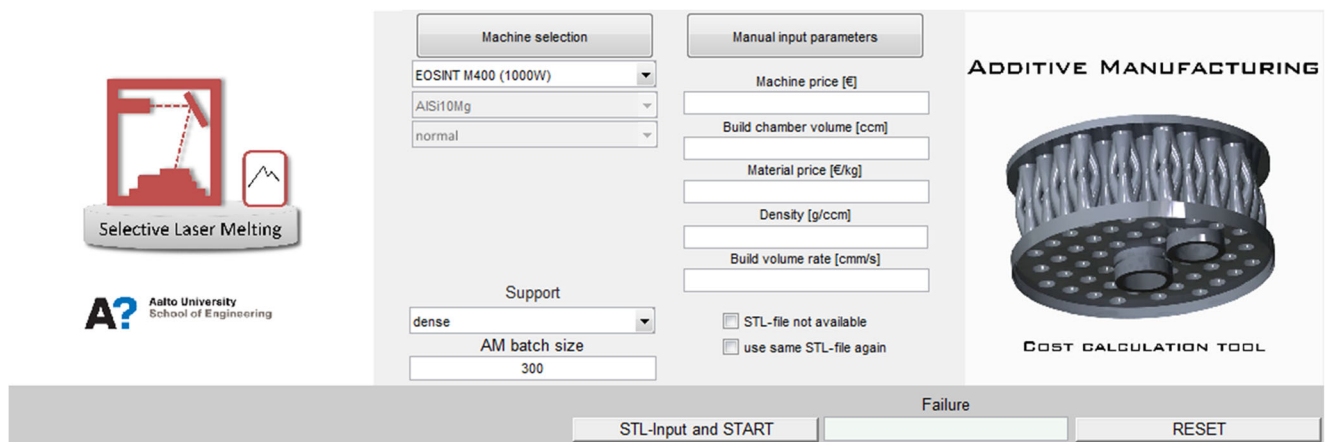 Selective Laser Melting
A?
Aalto University
School of Engineering
Machine selection
EOSINT M400 (1000W)
AlSi10Mg
normal
Support
dense
AM batch size
300
Manual input parameters
Machine price [€]
Build chamber volume [ccm]
Material price [€/kg]
Density [g/ccm]
Build volume rate [cmm/s]
STL-file not available
use same STL-file again
ADDITIVE MANUFACTURING
COST CALCULATION TOOL
Failure
STL-Input and START
RESET